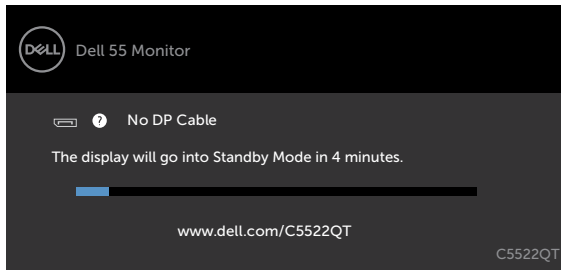 DELL
Dell 55 Monitor
? No DP Cable
The display will go into Standby Mode in 4 minutes.
www.dell.com/C5522QT
C5522QT